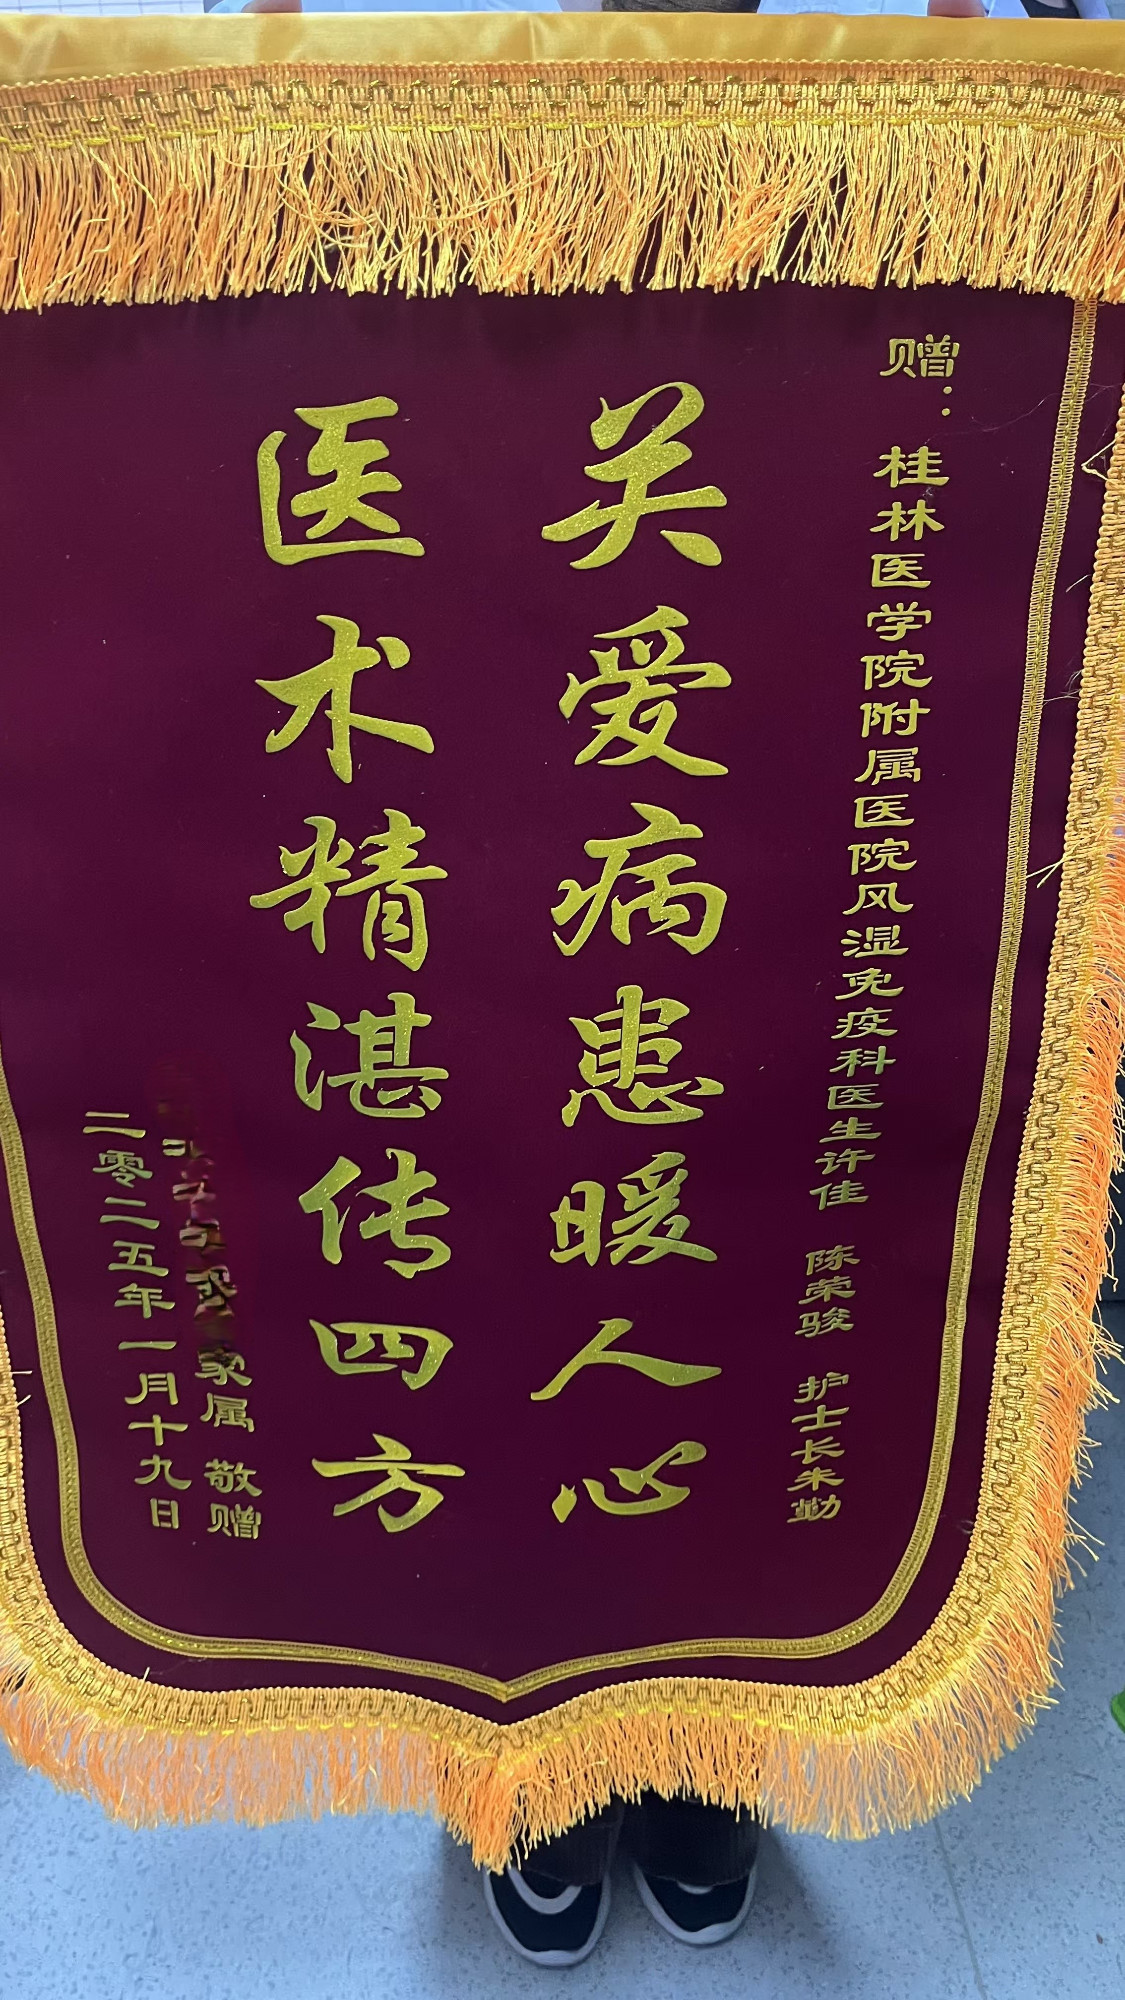 赠：桂林医学院附属医院风湿免疫科医生许佳 陈荣骏 护士长朱勤
关爱病患暖人心
医术精湛传四方
家属 敬赠
二零二五年一月十九日